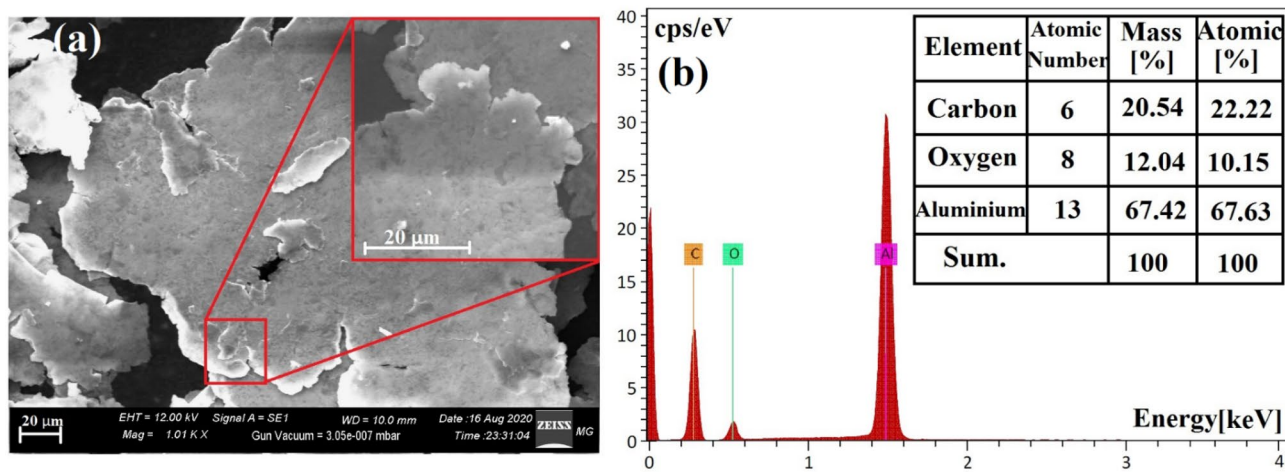 (a)
20 μm
20 μm
EHT = 12.00 kV Signal A = SE1 WD = 10.0 mm Date :16 Aug 2020
Mag = 1.01 K X Gun Vacuum = 3.05e-007 mbar Time :23:31:04
ZEISS
MG
40
35
30
25
20
15
10
5
0
cps/eV
(b)
C
O
Al
Element Atomic Number Mass [%] Atomic [%]
Carbon 6 20.54 22.22
Oxygen 8 12.04 10.15
Aluminium 13 67.42 67.63
Sum. 100 100
Energy[keV]
0 1 2 3 4